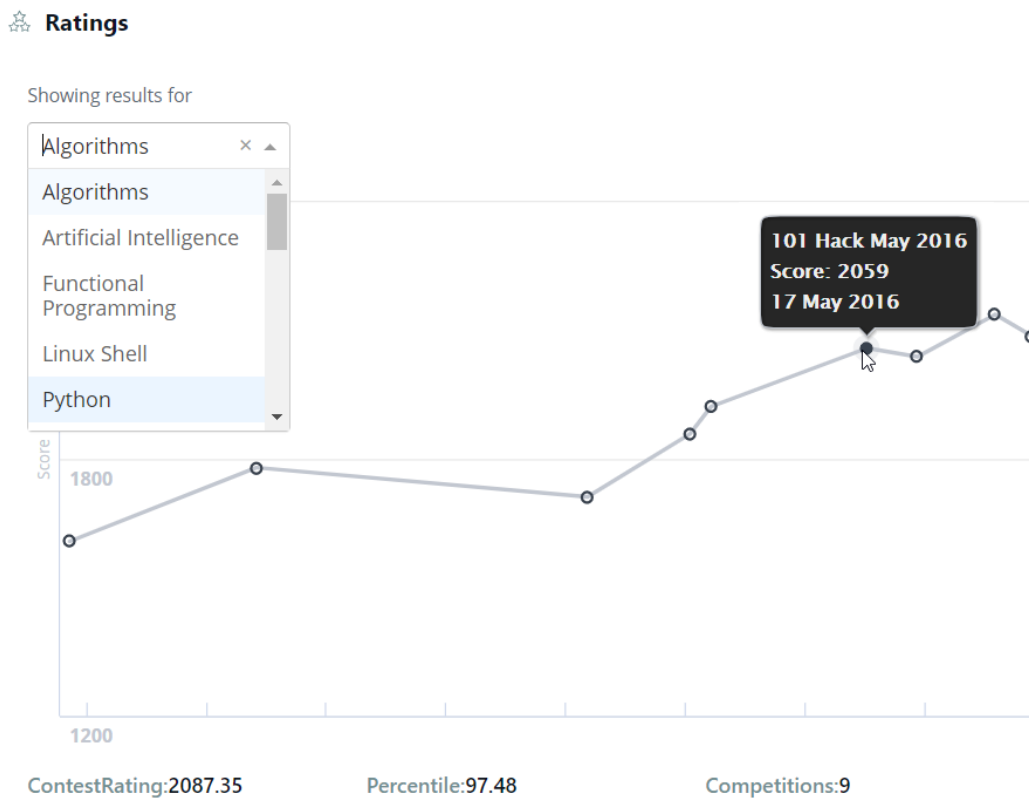 Ratings
Showing results for
Algorithms
Algorithms
Artificial Intelligence
Functional
Programming
Linux Shell
Python
101 Hack May 2016
Score: 2059
17 May 2016
Score
1800
1200
ContestRating:2087.35
Percentile:97.48
Competitions:9